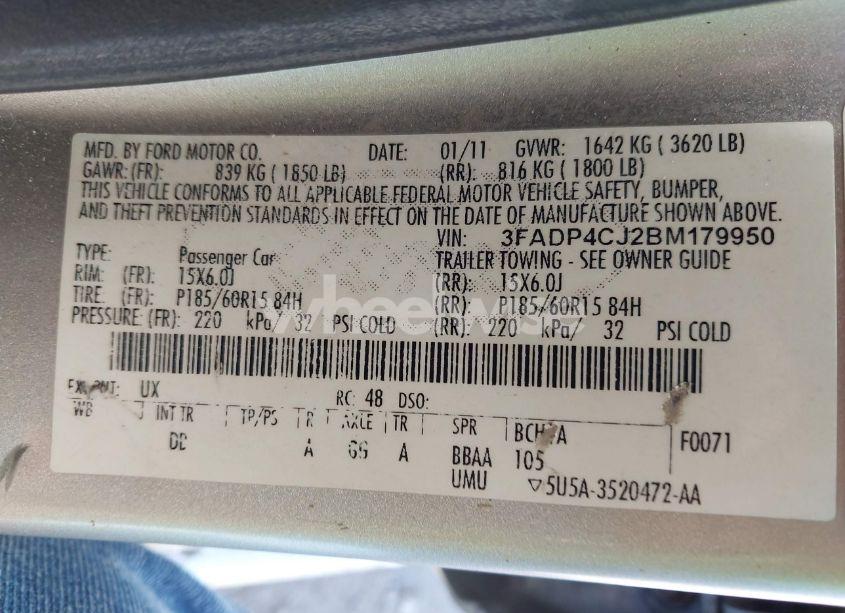 MFD. BY FORD MOTOR CO. DATE: 01/11 GVWR: 1642 KG ( 3620 LB)
GAWR: (FR): 839 KG ( 1850 LB) (RR): 816 KG ( 1800 LB)
THIS VEHICLE CONFORMS TO ALL APPLICABLE FEDERAL MOTOR VEHICLE SAFETY, BUMPER,
AND THEFT PREVENTION STANDARDS IN EFFECT ON THE DATE OF MANUFACTURE SHOWN ABOVE.
VIN: 3FADP4CJ2BM179950
TYPE: Passenger Car TRAILER TOWING - SEE OWNER GUIDE
RIM: (FR): 15X6.0J (RR): 15X6.0J
TIRE: (FR): P185/60R15 84H (RR): P185/60R15 84H
PRESSURE: (FR): 220 kPa/ 32 PSI COLD (RR): 220 kPa/ 32 PSI COLD
wheelwise
UX RC: 48 DSO:
WB INT TR TP/PS R AXLE TR SPR
DD A A BBAA 105 F0071
UMU ▽5U5A-3520472-AA